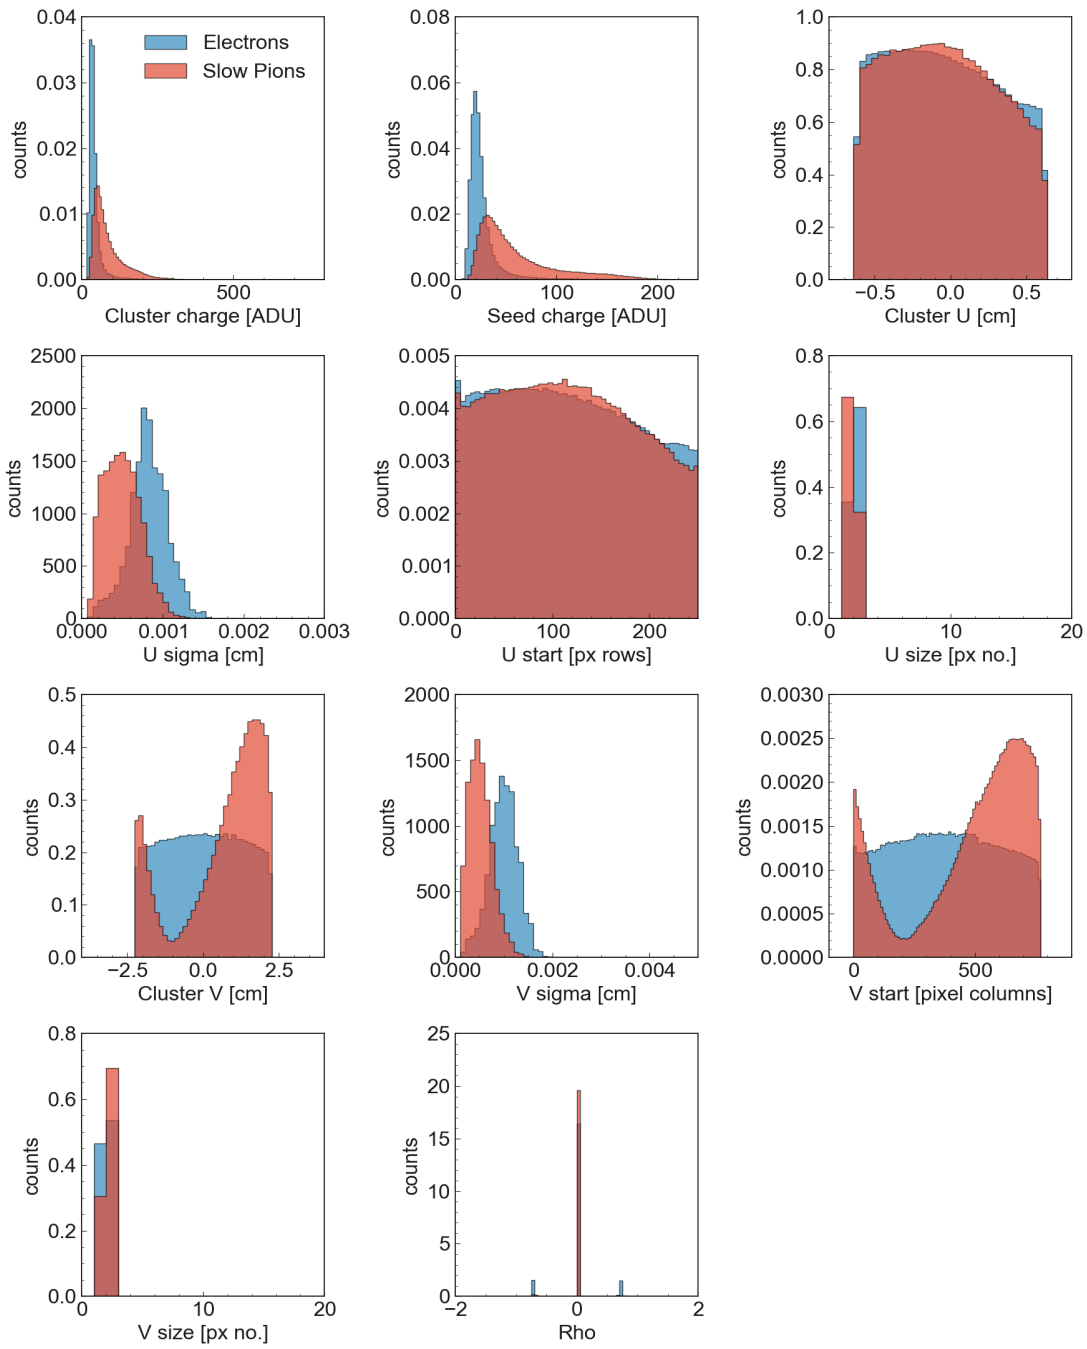 0.04
0.03
0.02
0.01
0.00
counts
0 500
Cluster charge [ADU]
Electrons
Slow Pions
0.08
0.06
0.04
0.02
0.00
counts
0 100 200
Seed charge [ADU]
1.0
0.8
0.6
0.4
0.2
0.0
counts
−0.5 0.0 0.5
Cluster U [cm]
2500
2000
1500
1000
500
0
counts
0.000 0.001 0.002 0.003
U sigma [cm]
0.005
0.004
0.003
0.002
0.001
0.000
counts
0 100 200
U start [px rows]
0.8
0.6
0.4
0.2
0.0
counts
0 10 20
U size [px no.]
0.5
0.4
0.3
0.2
0.1
0.0
counts
−2.5 0.0 2.5
Cluster V [cm]
2000
1500
1000
500
0
counts
0.000 0.002 0.004
V sigma [cm]
0.0030
0.0025
0.0020
0.0015
0.0010
0.0005
0.0000
counts
0 500
V start [pixel columns]
0.8
0.6
0.4
0.2
0.0
counts
0 10 20
V size [px no.]
25
20
15
10
5
0
counts
−2 0 2
Rho